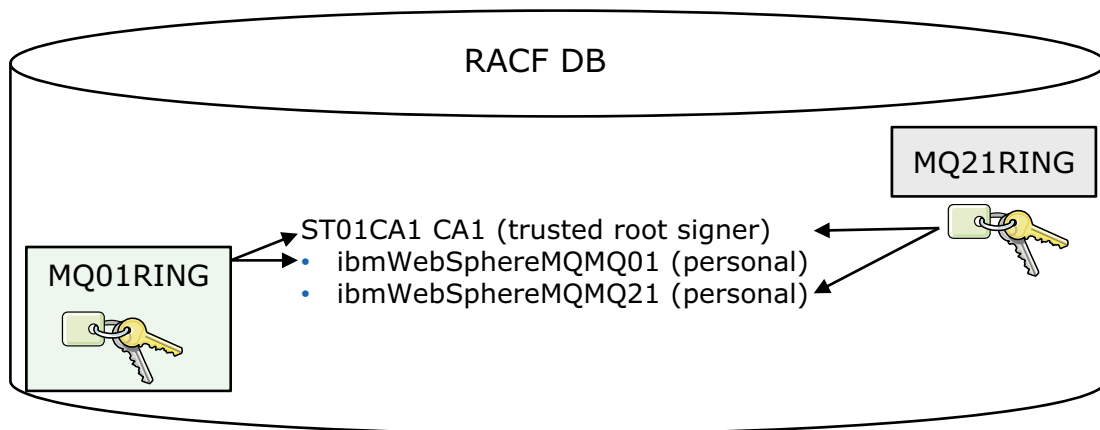 RACF DB
MQ21RING
ST01CA1 CA1 (trusted root signer)
MQ01RING
• ibmWebSphereMQMQ01 (personal)
• ibmWebSphereMQMQ21 (personal)